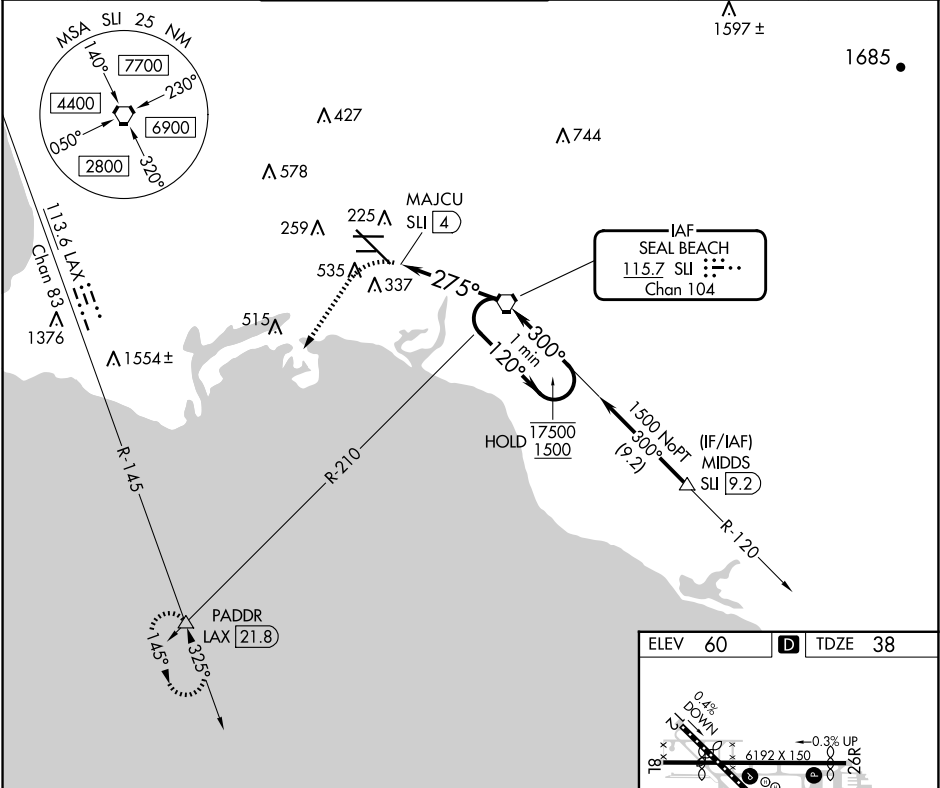 MSA SLI 25 NM
140°
7700
230°
4400
6900
050°
2800
320°
1597 ±
1685
427
744
578
MAJCU
SLI 4
259
225
535
337
275°
IAF
SEAL BEACH
115.7 SLI
Chan 104
113.6 LAX
Chan 83
1376
515
1554 ±
300°
1 min
120°
HOLD 17500
1500
1500 NoPT
300°
(9.2)
(IF/IAF)
MIDDS
SLI 9.2
R-145
R-210
R-120
PADDR
LAX 21.8
145°
325°
ELEV 60 D TDZE 38
0.4%
DOWN
12
0.3% UP
6192 X 150
8L
26R
P
P